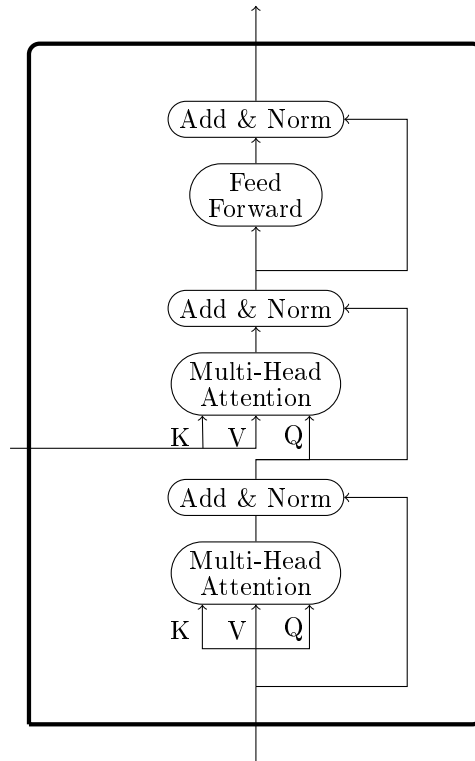 Add & Norm
Feed
Forward
Add & Norm
Multi-Head
Attention
K V Q
Add & Norm
Multi-Head
Attention
K V Q